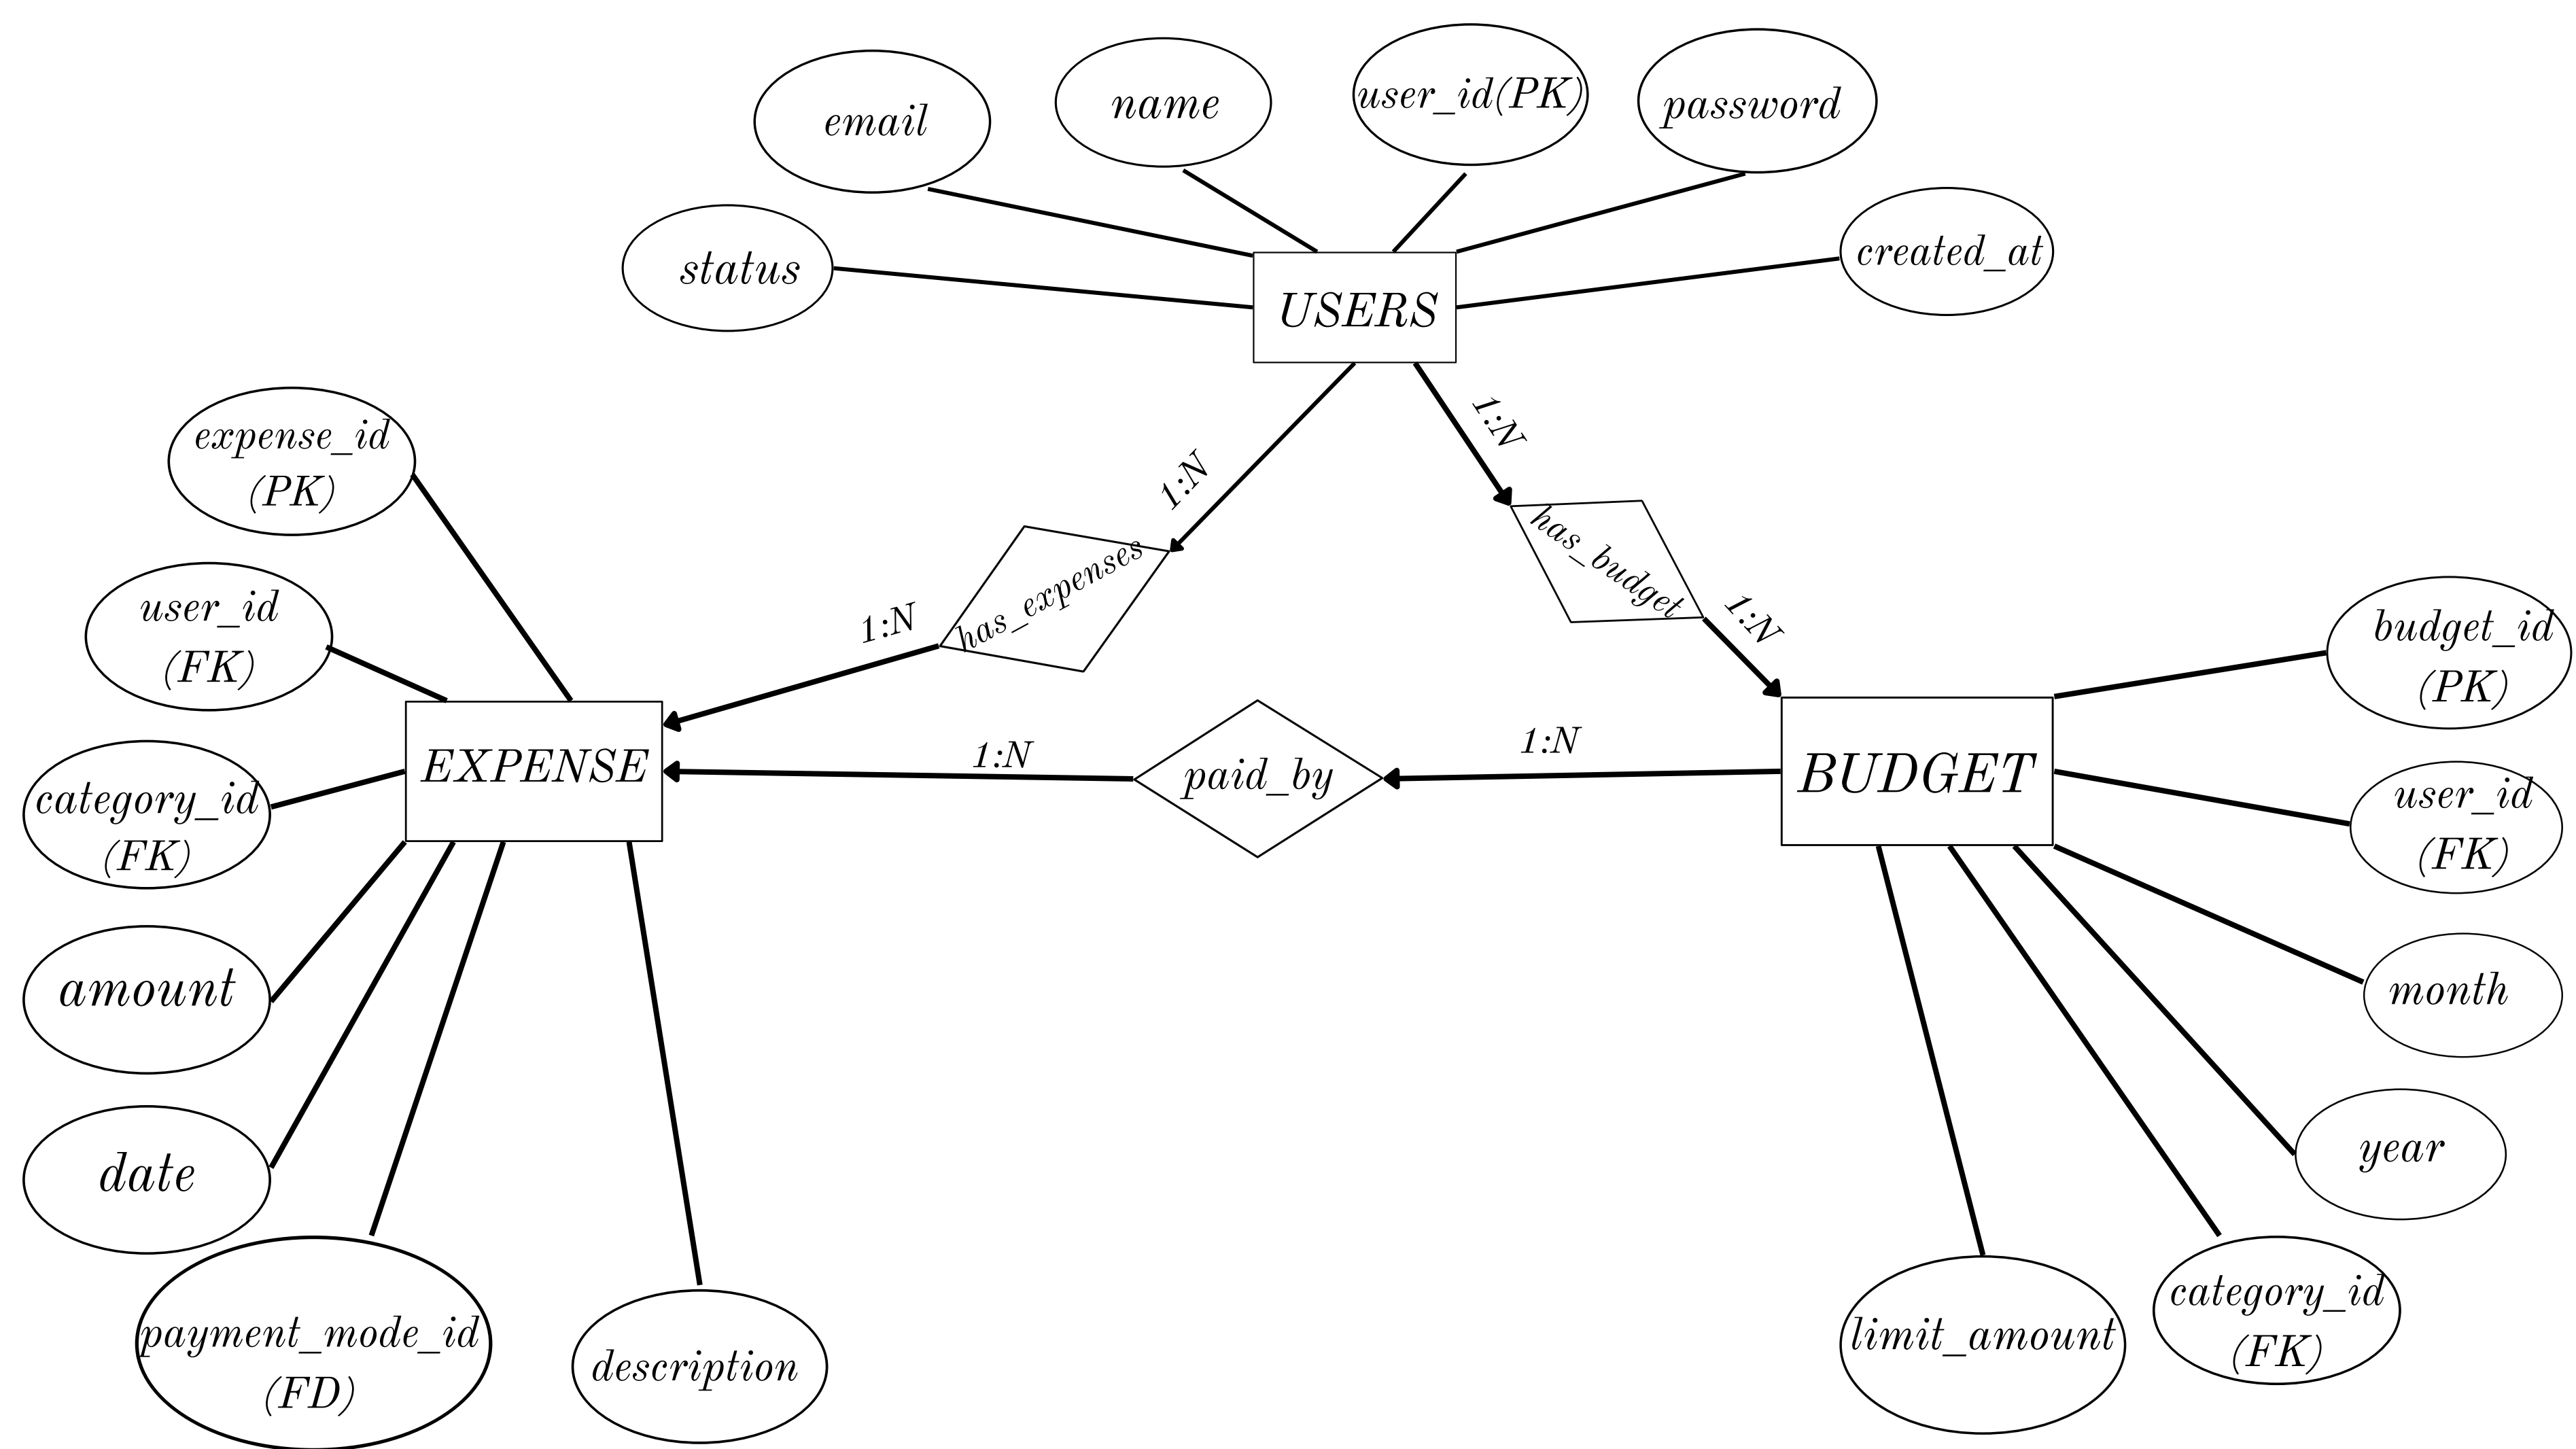 email
name
user_id(PK)
password
status
created_at
USERS
1:N
1:N
has_expenses
has_budget
1:N
1:N
expense_id
(PK)
user_id
(FK)
category_id
(FK)
EXPENSE
1:N
paid_by
1:N
BUDGET
budget_id
(PK)
user_id
(FK)
amount
month
date
year
payment_mode_id
(FD)
description
limit_amount
category_id
(FK)